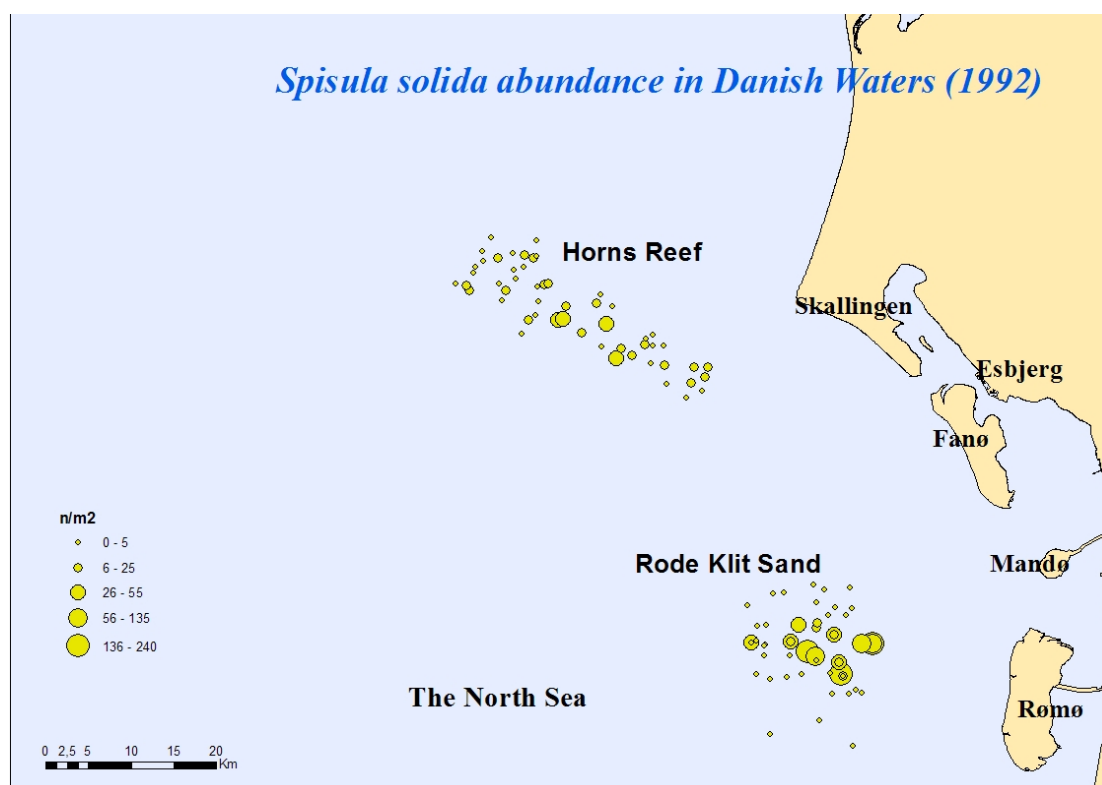 Spisula solida abundance in Danish Waters (1992)
Horns Reef
Skallingen
Esbjerg
Fanø
n/m2
0 - 5
6 - 25
26 - 55
56 - 135
136 - 240
Rode Klit Sand
Mandø
The North Sea
Rømø
0 2,5 5 10 15 20
Km